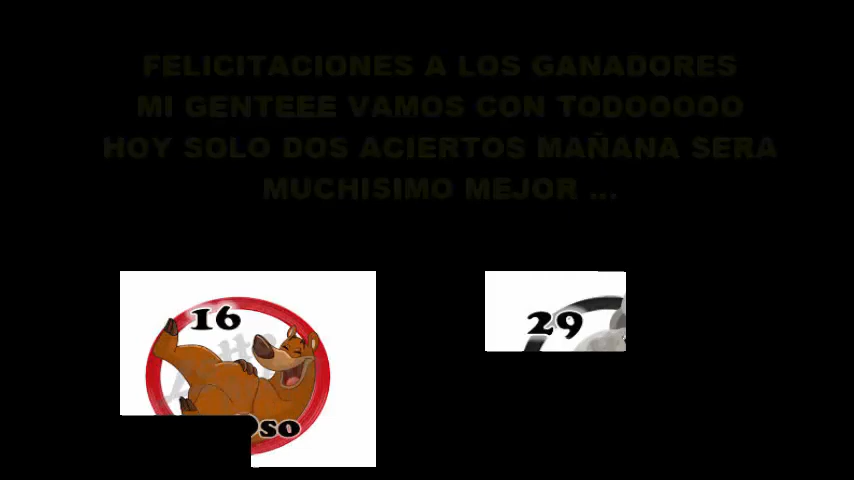 FELICITACIONES A LOS GANADORES
MI GENTEEE VAMOS CON TODOOOOO
HOY SOLO DOS ACIERTOS MAÑANA SERA
MUCHISIMO MEJOR ...
16
29